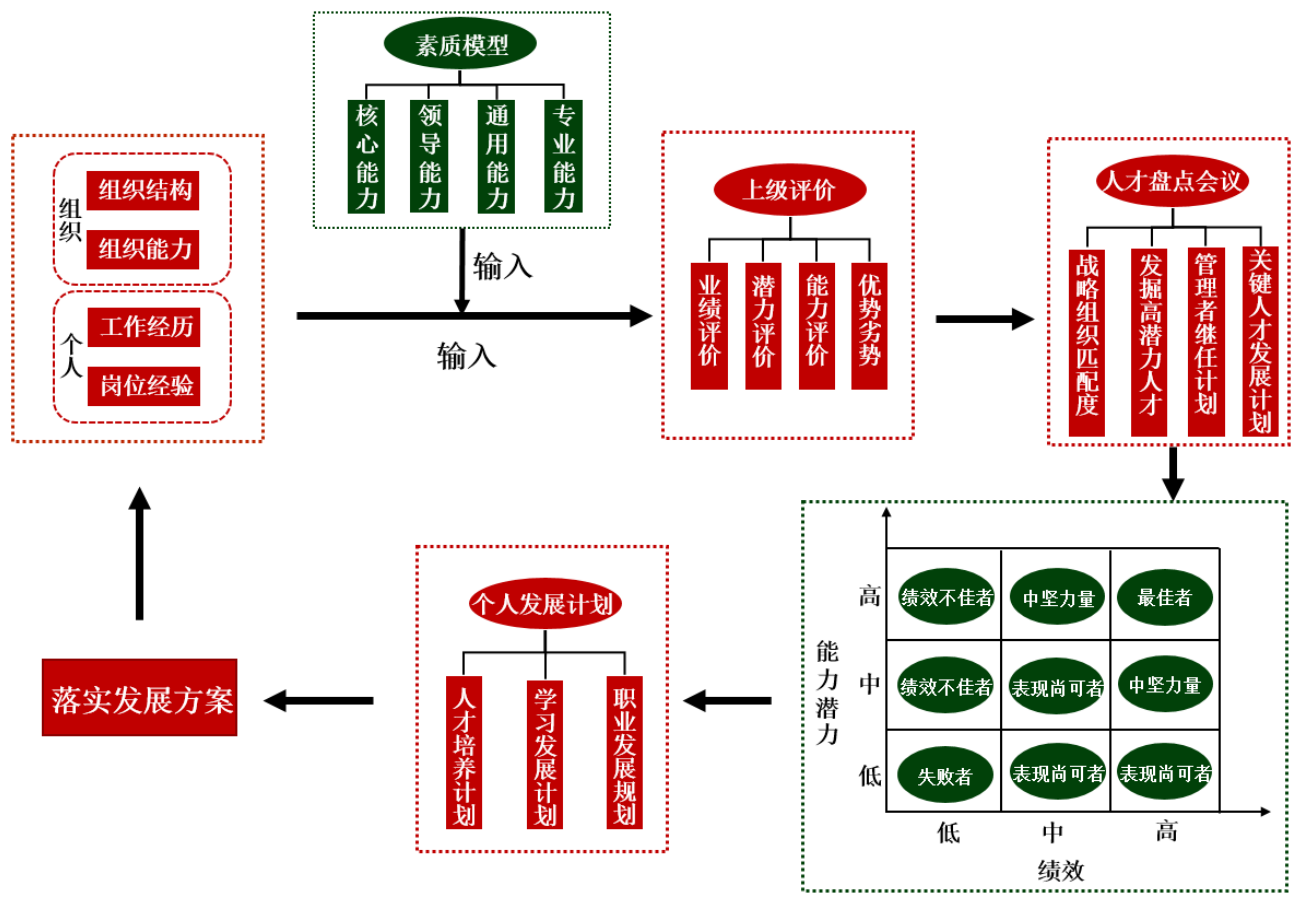 素质模型
核心能力
领导能力
通用能力
专业能力
组织
组织结构
组织能力
个人
工作经历
岗位经验
输入
输入
上级评价
业绩评价
潜力评价
能力评价
优势劣势
人才盘点会议
战略组织匹配度
发掘高潜力人才
管理者继任计划
关键人才发展计划
能力潜力
高
绩效不佳者
中坚力量
最佳者
中
绩效不佳者
表现尚可者
中坚力量
低
失败者
表现尚可者
表现尚可者
低
中
高
绩效
个人发展计划
人才培养计划
学习发展计划
职业发展规划
落实发展方案